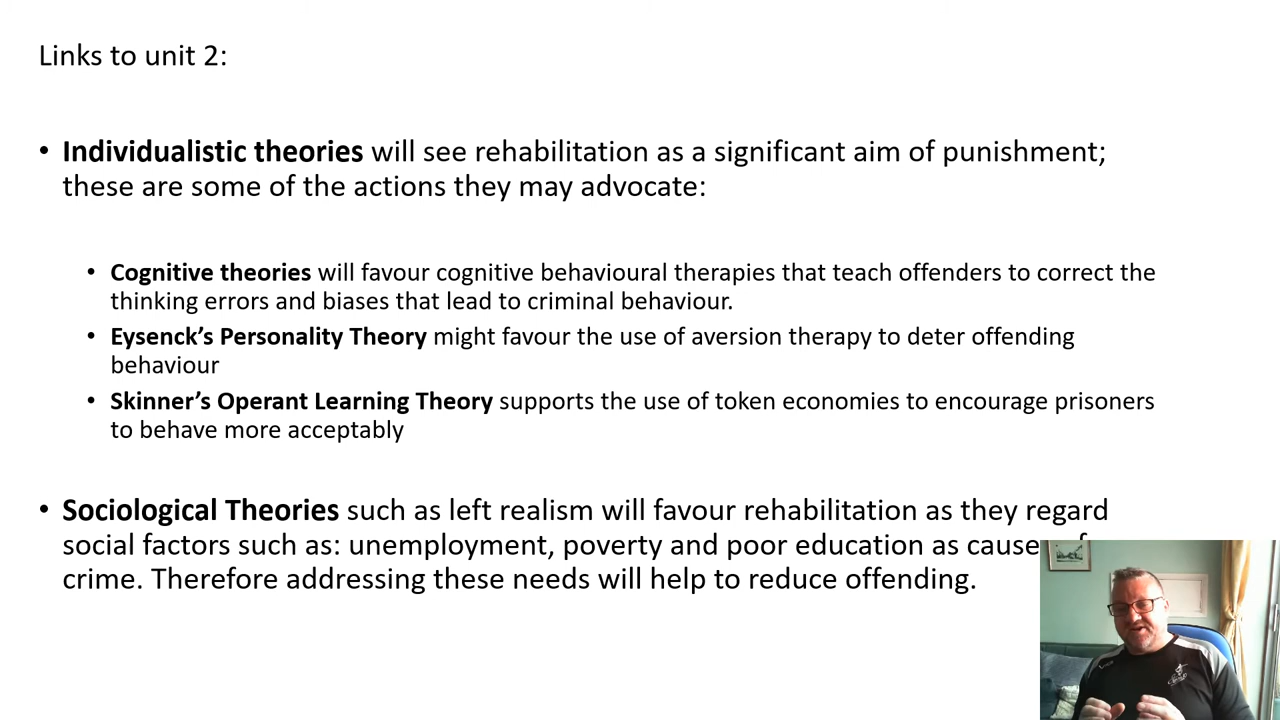 Links to unit 2:
• Individualistic theories will see rehabilitation as a significant aim of punishment;
these are some of the actions they may advocate:
• Cognitive theories will favour cognitive behavioural therapies that teach offenders to correct the
thinking errors and biases that lead to criminal behaviour.
• Eysenck’s Personality Theory might favour the use of aversion therapy to deter offending
behaviour
• Skinner’s Operant Learning Theory supports the use of token economies to encourage prisoners
to behave more acceptably
• Sociological Theories such as left realism will favour rehabilitation as they regard
social factors such as: unemployment, poverty and poor education as cause
crime. Therefore addressing these needs will help to reduce offending.